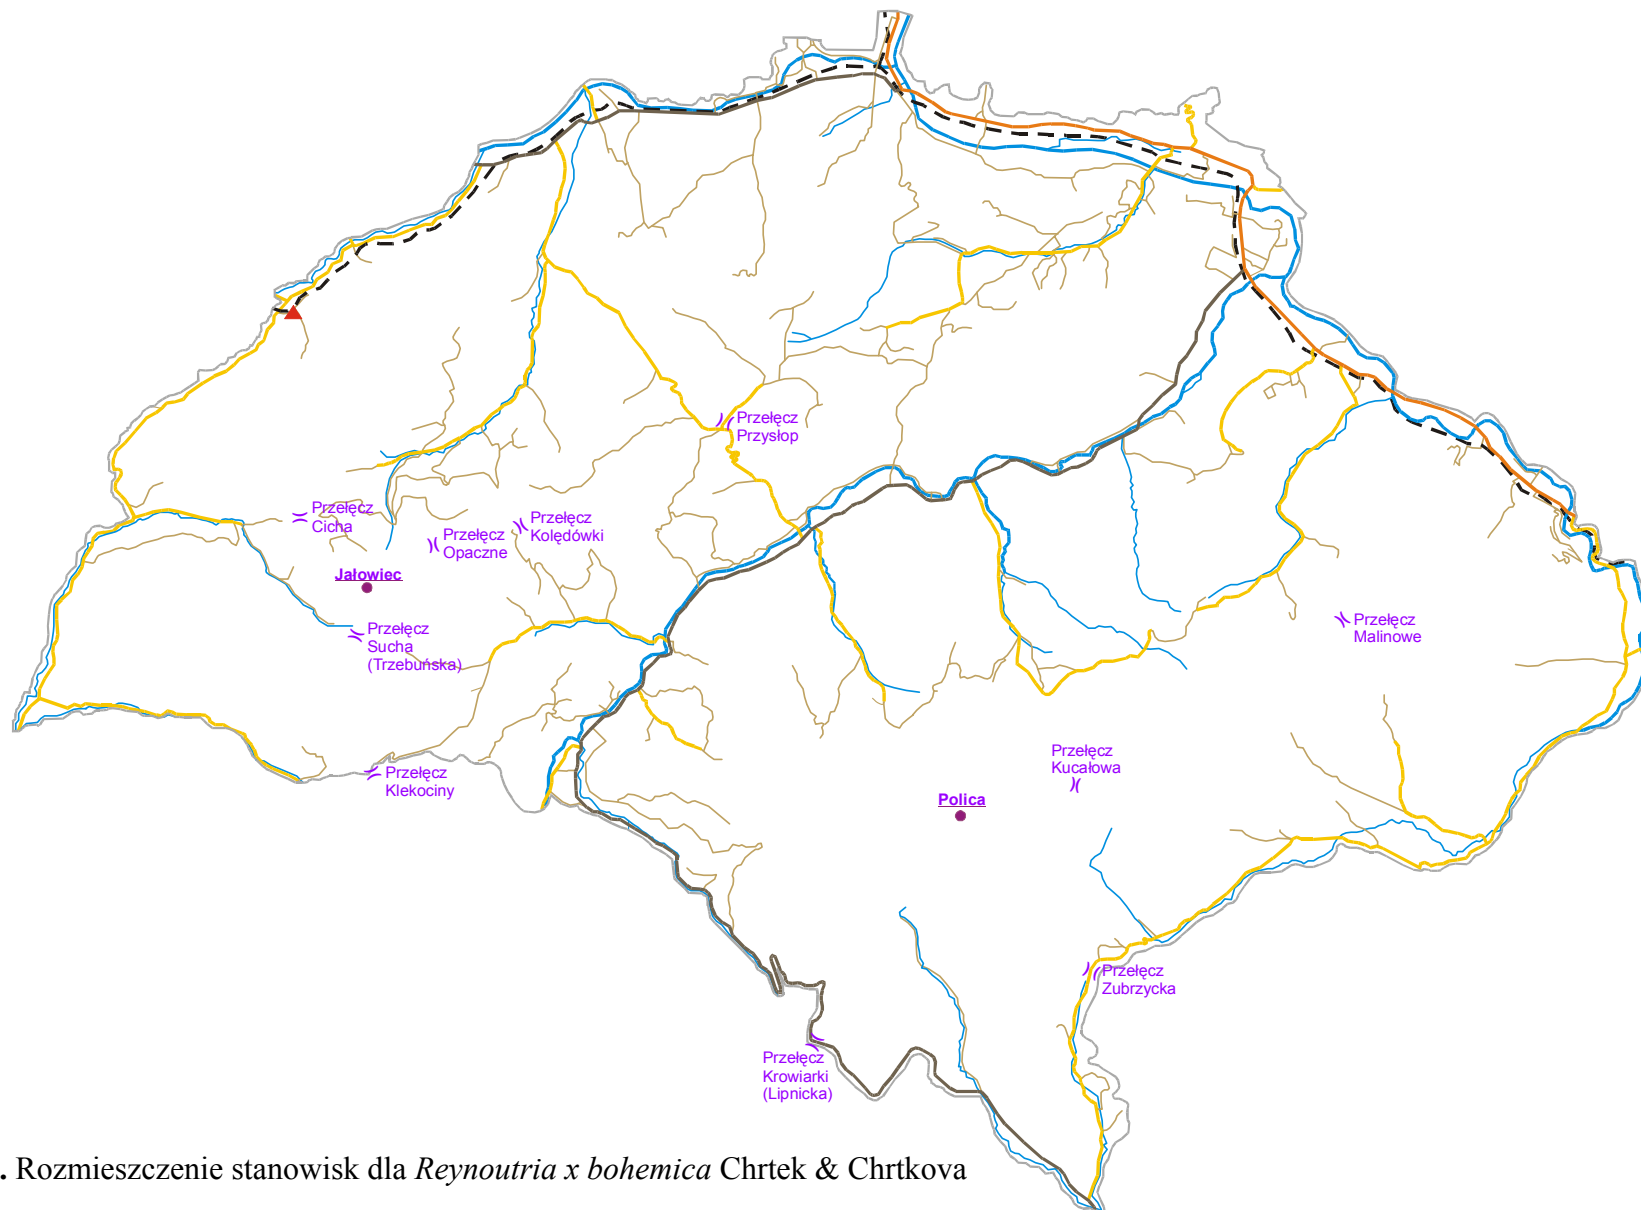 Przełęcz
Przysłop
Przełęcz
Cicha
Przełęcz
Opaczne
Przełęcz
Kolędówki
Jałowiec
Przełęcz
Sucha
(Trzebuńska)
Przełęcz
Malinowe
Przełęcz
Klekociny
Przełęcz
Kucałowa
Polica
Przełęcz
Zubrzycka
Przełęcz
Krowiarki
(Lipnicka)
. Rozmieszczenie stanowisk dla Reynoutria x bohemica Chrtek & Chrtkova